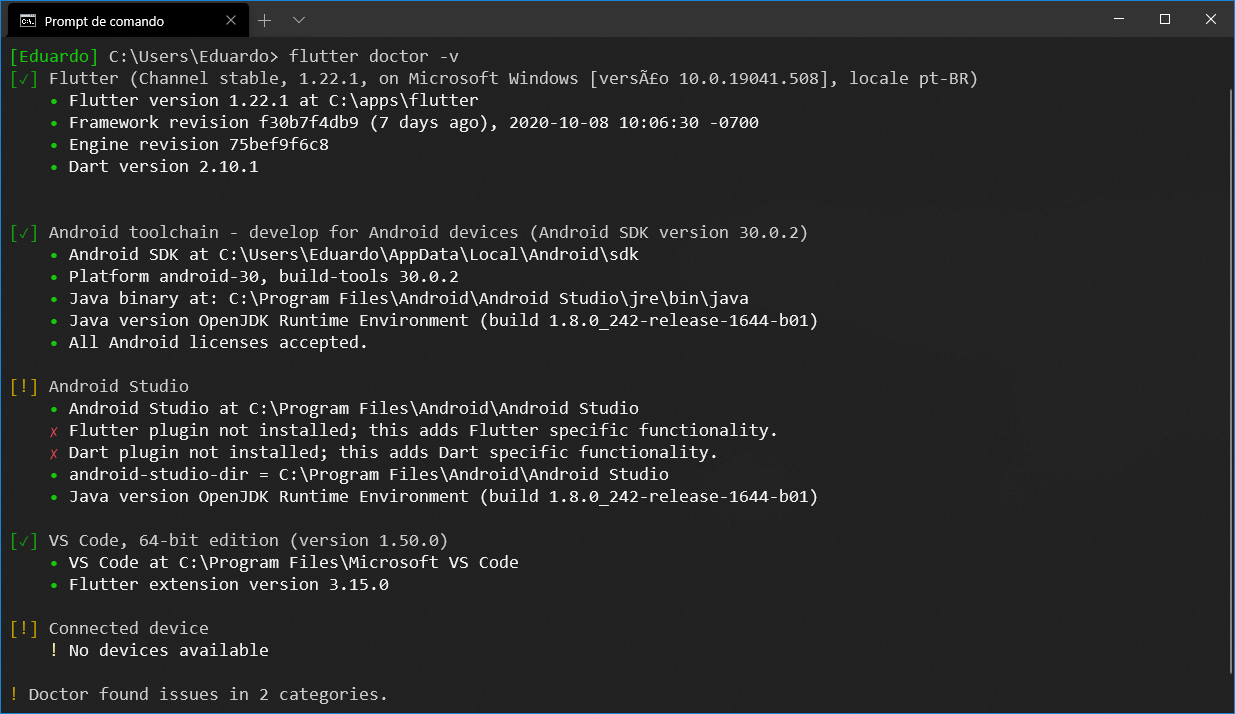 Prompt de comando
[Eduardo] C:\Users\Eduardo> flutter doctor -v
[✓] Flutter (Channel stable, 1.22.1, on Microsoft Windows [versÃ£o 10.0.19041.508], locale pt-BR)
• Flutter version 1.22.1 at C:\apps\flutter
• Framework revision f30b7f4db9 (7 days ago), 2020-10-08 10:06:30 -0700
• Engine revision 75bef9f6c8
• Dart version 2.10.1
[✓] Android toolchain - develop for Android devices (Android SDK version 30.0.2)
• Android SDK at C:\Users\Eduardo\AppData\Local\Android\sdk
• Platform android-30, build-tools 30.0.2
• Java binary at: C:\Program Files\Android\Android Studio\jre\bin\java
• Java version OpenJDK Runtime Environment (build 1.8.0_242-release-1644-b01)
• All Android licenses accepted.
[!] Android Studio
• Android Studio at C:\Program Files\Android\Android Studio
✗ Flutter plugin not installed; this adds Flutter specific functionality.
✗ Dart plugin not installed; this adds Dart specific functionality.
• android-studio-dir = C:\Program Files\Android\Android Studio
• Java version OpenJDK Runtime Environment (build 1.8.0_242-release-1644-b01)
[✓] VS Code, 64-bit edition (version 1.50.0)
• VS Code at C:\Program Files\Microsoft VS Code
• Flutter extension version 3.15.0
[!] Connected device
! No devices available
! Doctor found issues in 2 categories.